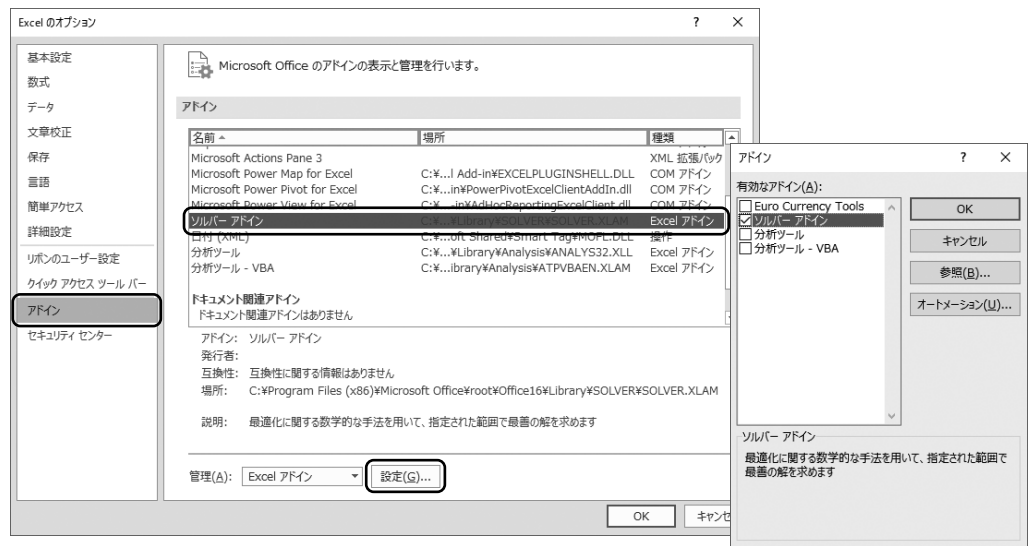 Excel のオプション
? ×
基本設定
数式
データ
文章校正
保存
言語
簡単アクセス
詳細設定
リボンのユーザー設定
クイック アクセス ツール バー
アドイン
セキュリティ センター
Microsoft Office のアドインの表示と管理を行います。
アドイン
名前 場所 種類
Microsoft Actions Pane 3 XML 拡張パック
Microsoft Power Map for Excel C:¥...l Add-in¥EXCELPLUGINSHELL.DLL COM アドイン
Microsoft Power Pivot for Excel C:¥...in¥PowerPivotExcelClientAddIn.dll COM アドイン
Microsoft Power View for Excel C:¥...-in¥AdHocReportingExcelClient.dll COM アドイン
ソルバー アドイン C:¥...¥Library¥SOLVER¥SOLVER.XLAM Excel アドイン
日付 (XML) C:¥...oft Shared¥Smart Tag¥MOFL.DLL 操作
分析ツール C:¥...¥Library¥Analysis¥ANALYS32.XLL Excel アドイン
分析ツール - VBA C:¥...ibrary¥Analysis¥ATPVBAEN.XLAM Excel アドイン
ドキュメント関連アドイン
ドキュメント関連アドインはありません
アドイン: ソルバー アドイン
発行者:
互換性: 互換性に関する情報はありません
場所: C:¥Program Files (x86)¥Microsoft Office¥root¥Office16¥Library¥SOLVER¥SOLVER.XLAM
説明: 最適化に関する数学的な手法を用いて、指定された範囲で最善の解を求めます
管理(A): Excel アドイン 設定(G)...
OK キャンセ
アドイン ? ×
有効なアドイン(A):
Euro Currency Tools
ソルバー アドイン
分析ツール
分析ツール - VBA
OK
キャンセル
参照(B)...
オートメーション(U)...
ソルバー アドイン
最適化に関する数学的な手法を用いて、指定された範囲で
最善の解を求めます